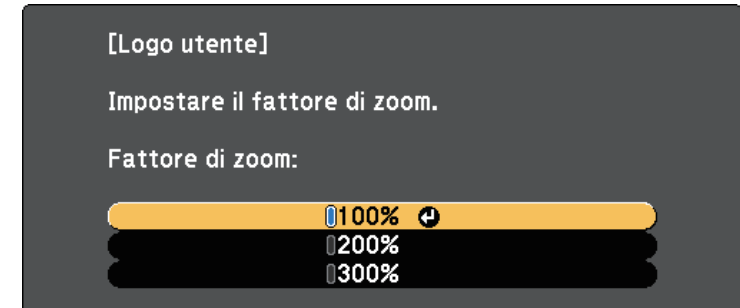 [Logo utente]
Impostare il fattore di zoom.
Fattore di zoom:
100%
200%
300%